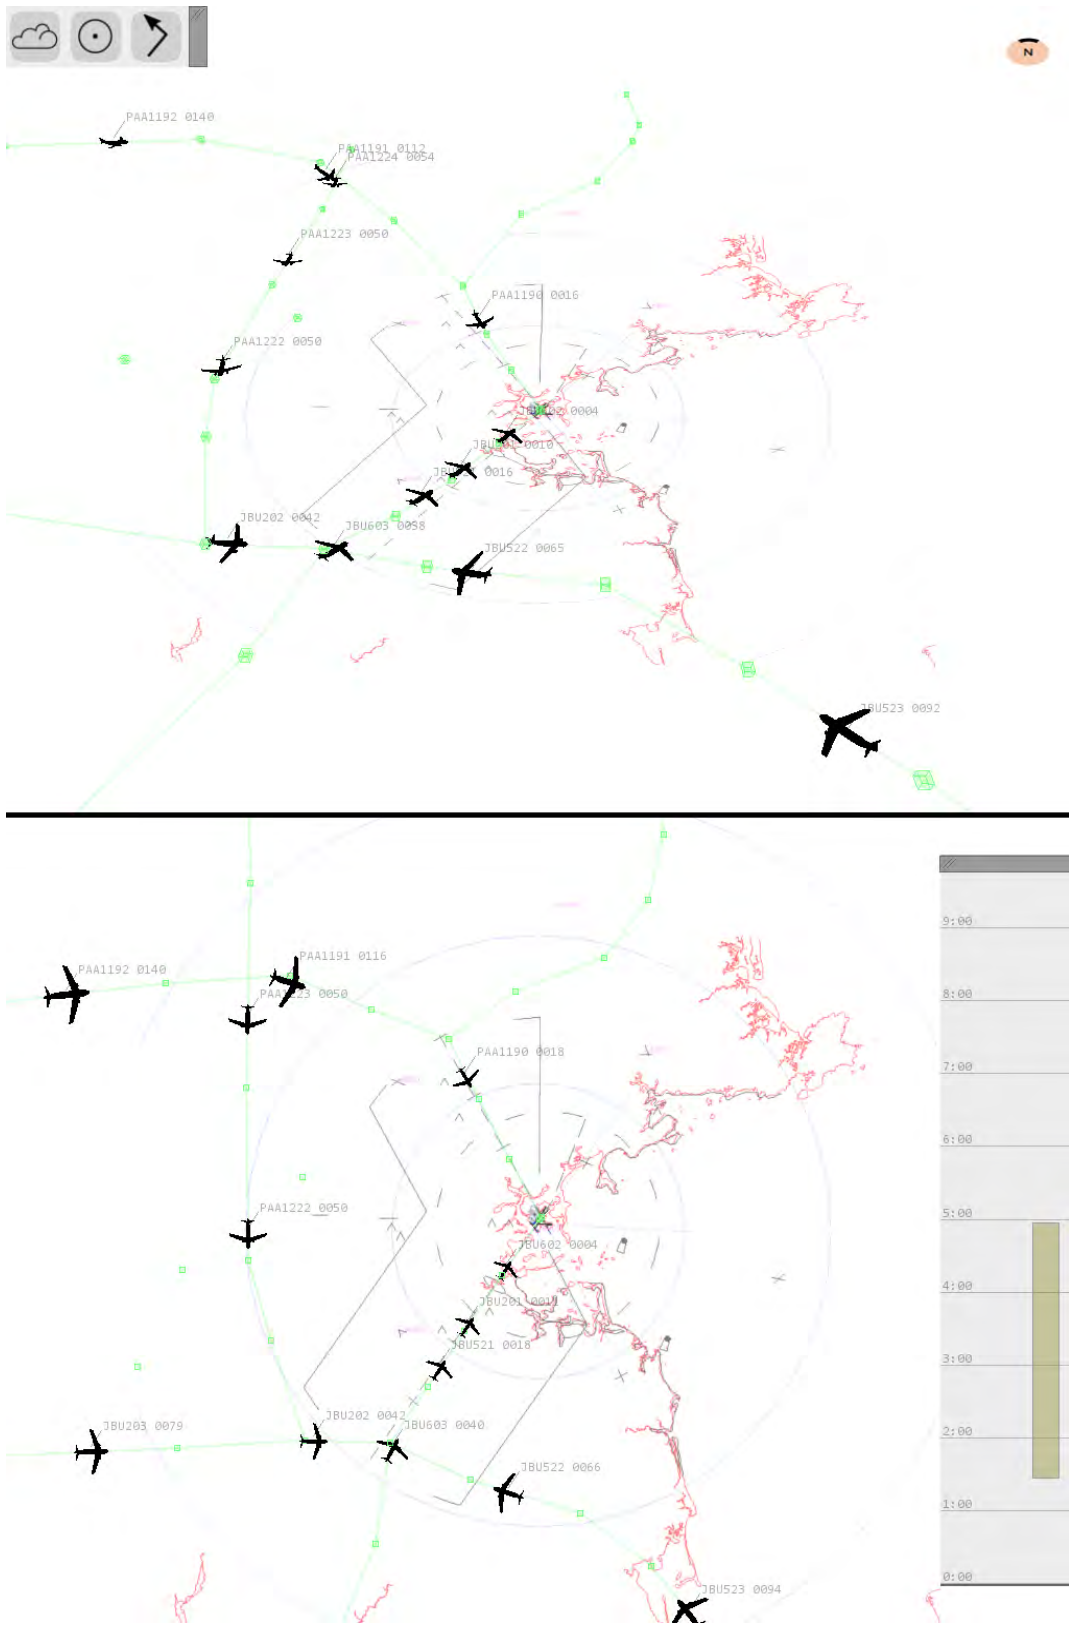 N
PAA1192 0140
PAA1191 0112
PAA1224 0054
PAA1223 0050
PAA1190 0016
PAA1222 0050
0004
0010
0016
JBU202 0042
JBU603 0038
JBU522 0065
JBU523 0092
PAA1192 0140
PAA1191 0116
PAA1223 0050
PAA1190 0018
PAA1222 0050
JBU602 0004
JBU201 0011
JBU521 0018
JBU202 0042
JBU603 0040
JBU203 0079
JBU522 0066
JBU523 0094
9:00
8:00
7:00
6:00
5:00
4:00
3:00
2:00
1:00
0:00